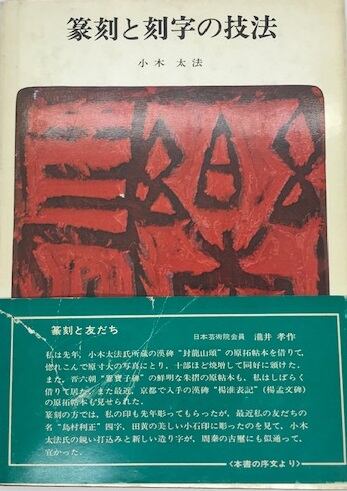 篆刻と刻字の技法
小木太法
篆刻と友だち
日本芸術院会員 瀧井孝作
私は先年，小木太法氏所蔵の漢碑“封龍山頌”の原拓帖本を借りて，
惚れこんで原寸大の写真にとり，十部ほど焼増して同好に頒けた。
また，晋六朝“爨寶子碑”の鮮明な朱搨の原拓帖本も，私はしばらく
借りて居た。また最近，京都で入手の漢碑“楊淮表記”（楊孟文碑）
の原拓帖本も見せられた。
篆刻の方では，私の印も先年彫ってもらったが，最近私の友だちの
名“島村利正”四字，田黄の美しい小石印に彫ったのを見て，小木
太法氏の鋭い打込みと新しい造り字が，周秦の古璽にも似通って，
宜かった。
〈本書の序文より〉